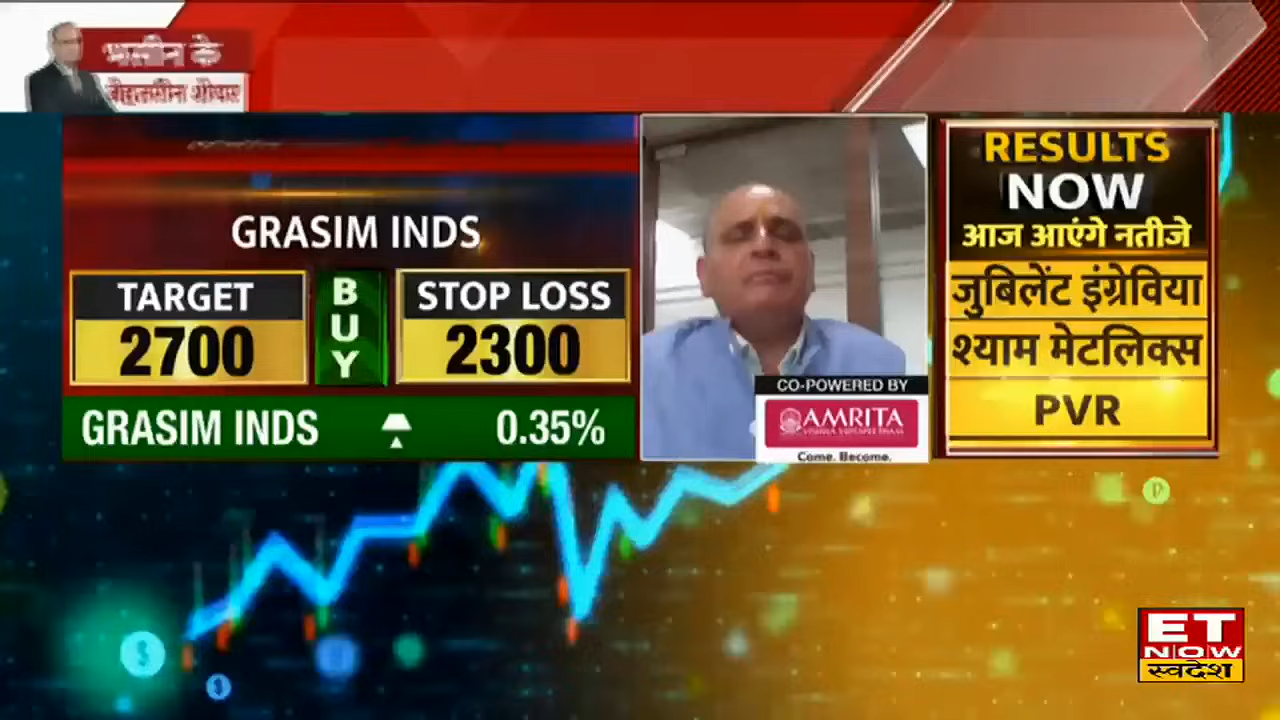 GRASIM INDS
TARGET
2700
BUY
STOP LOSS
2300
GRASIM INDS
0.35%
CO-POWERED BY
AMRITA
Come. Become.
RESULTS
NOW
आज आएंगे नतीजे
जुबिलेंट इंग्रेविया
श्याम मेटलिक्स
PVR
ET
NOW
स्वदेश